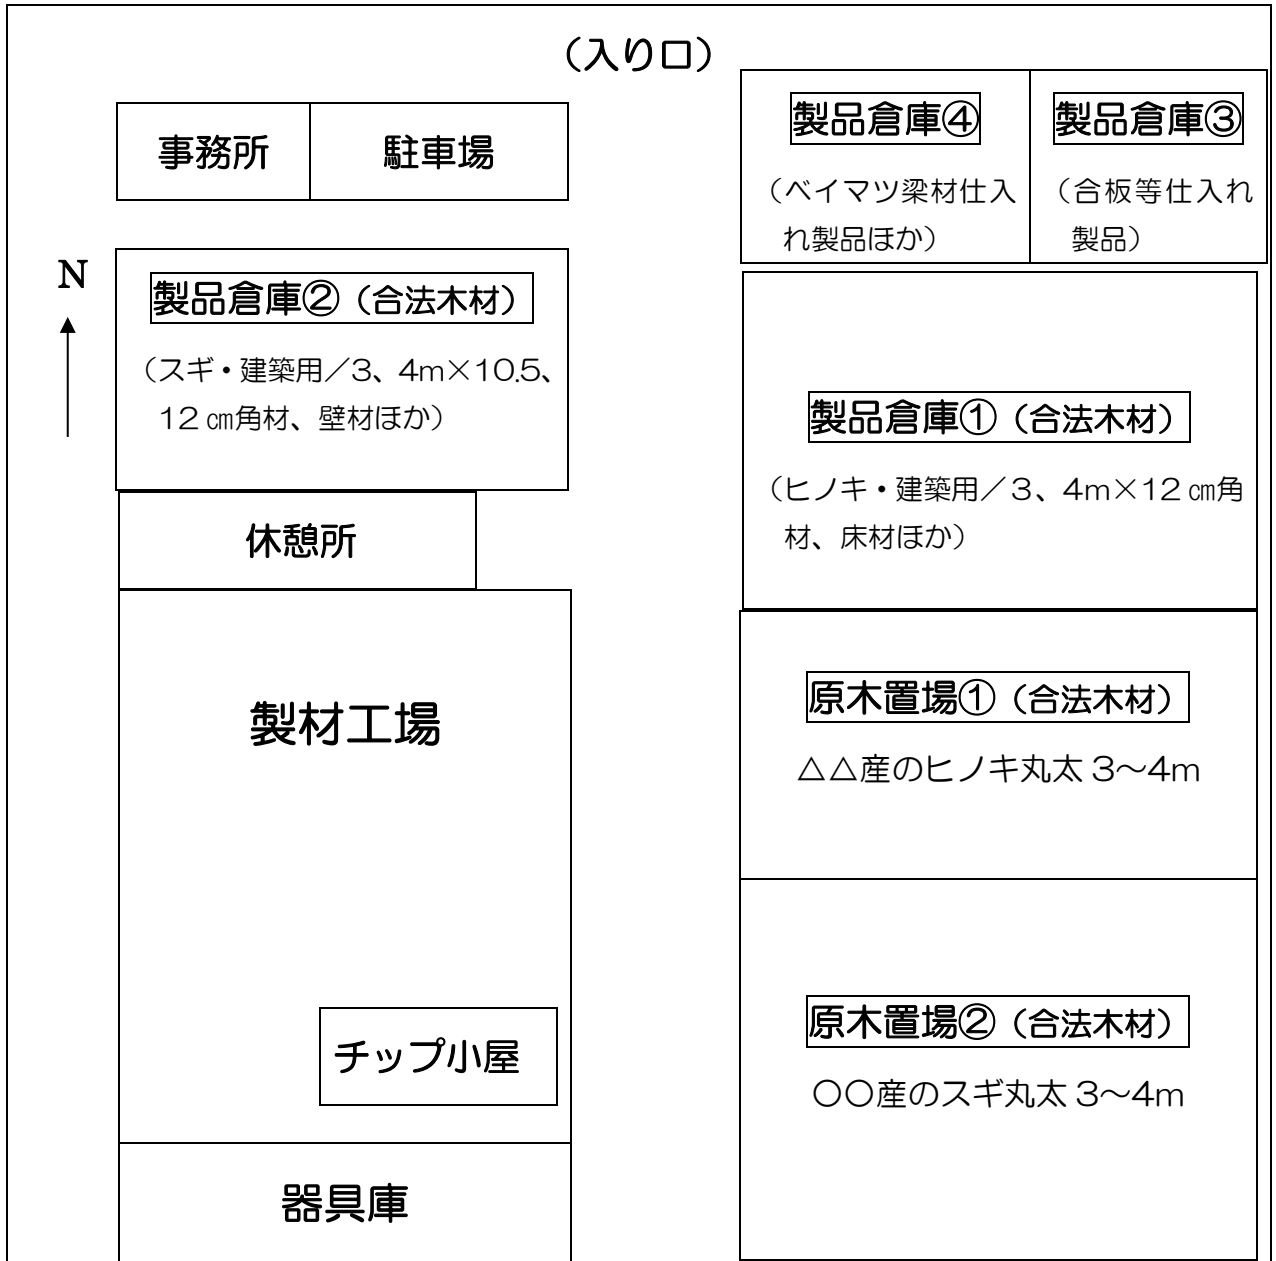 （入り口）
事務所
駐車場
製品倉庫④
（ベイマツ梁材仕入
れ製品ほか）
製品倉庫③
（合板等仕入れ
製品）
N
製品倉庫②（合法木材）
（スギ・建築用／3、4m×10.5、
12㎝角材、壁材ほか）
製品倉庫①（合法木材）
（ヒノキ・建築用／3、4m×12㎝角
材、床材ほか）
休憩所
製材工場
原木置場①（合法木材）
△△産のヒノキ丸太3～4m
チップ小屋
原木置場②（合法木材）
〇〇産のスギ丸太3～4m
器具庫